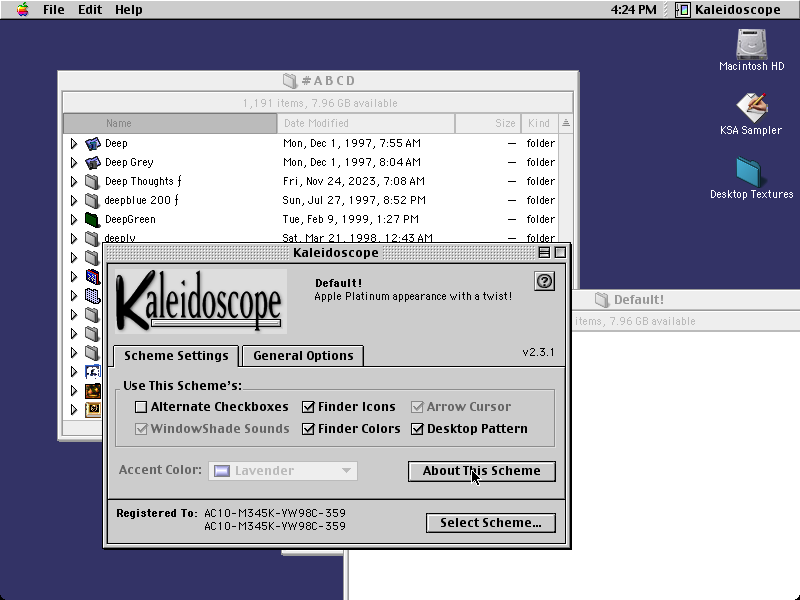 File Edit Help
4:24 PM Kaleidoscope
Macintosh HD
KSA Sampler
Desktop Textures
#ABCD
1,191 items, 7.96 GB available
Name Date Modified Size Kind
Deep Mon, Dec 1, 1997, 7:55 AM — folder
Deep Grey Mon, Dec 1, 1997, 8:04 AM — folder
Deep Thoughts ƒ Fri, Nov 24, 2023, 7:08 AM — folder
deepblue 200 ƒ Sun, Jul 27, 1997, 8:52 PM — folder
DeepGreen Tue, Feb 9, 1999, 1:27 PM — folder
deeply Sat, Mar 21, 1998, 12:43 AM — folder
Default!
items, 7.96 GB available
Kaleidoscope
Kaleidoscope
Default!
Apple Platinum appearance with a twist!
?
Scheme Settings General Options
v2.3.1
Use This Scheme's:
Alternate Checkboxes Finder Icons Arrow Cursor
WindowShade Sounds Finder Colors Desktop Pattern
Accent Color: Lavender
About This Scheme
Registered To: AC10-M345K-YW98C-359
AC10-M345K-YW98C-359
Select Scheme...